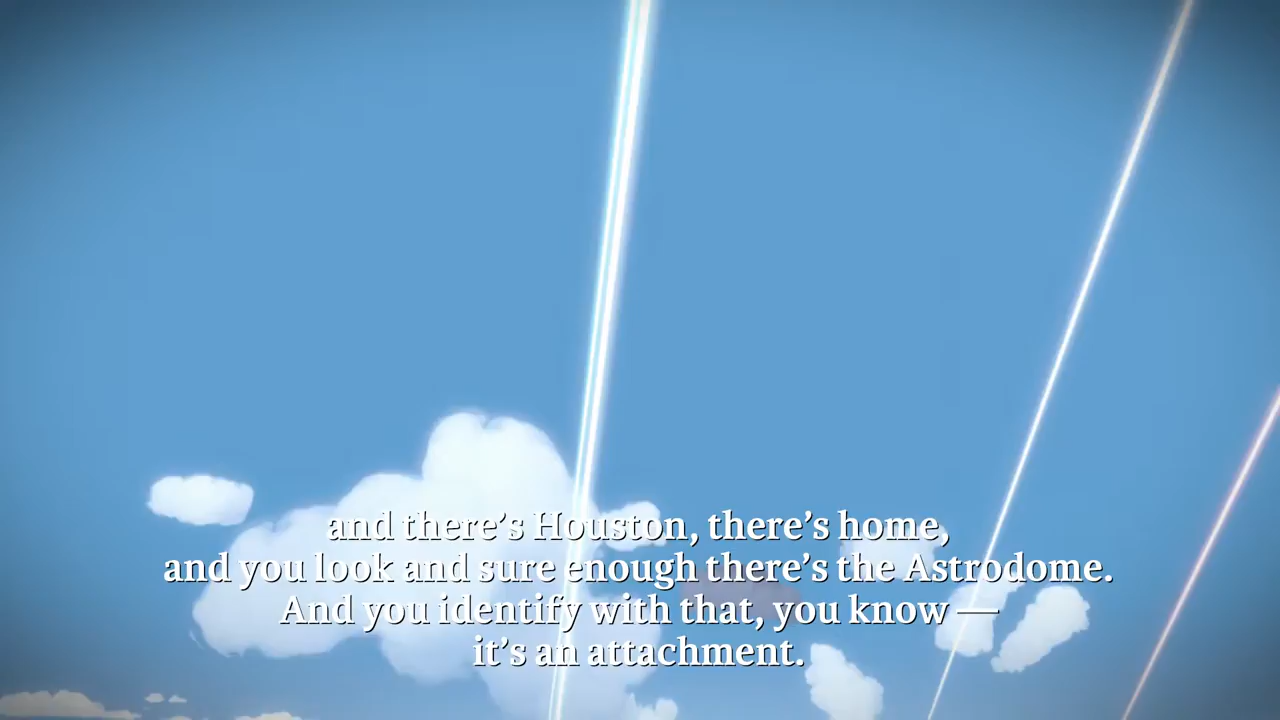 and there’s Houston, there’s home,
and you look and sure enough there’s the Astrodome.
And you identify with that, you know —
it’s an attachment.